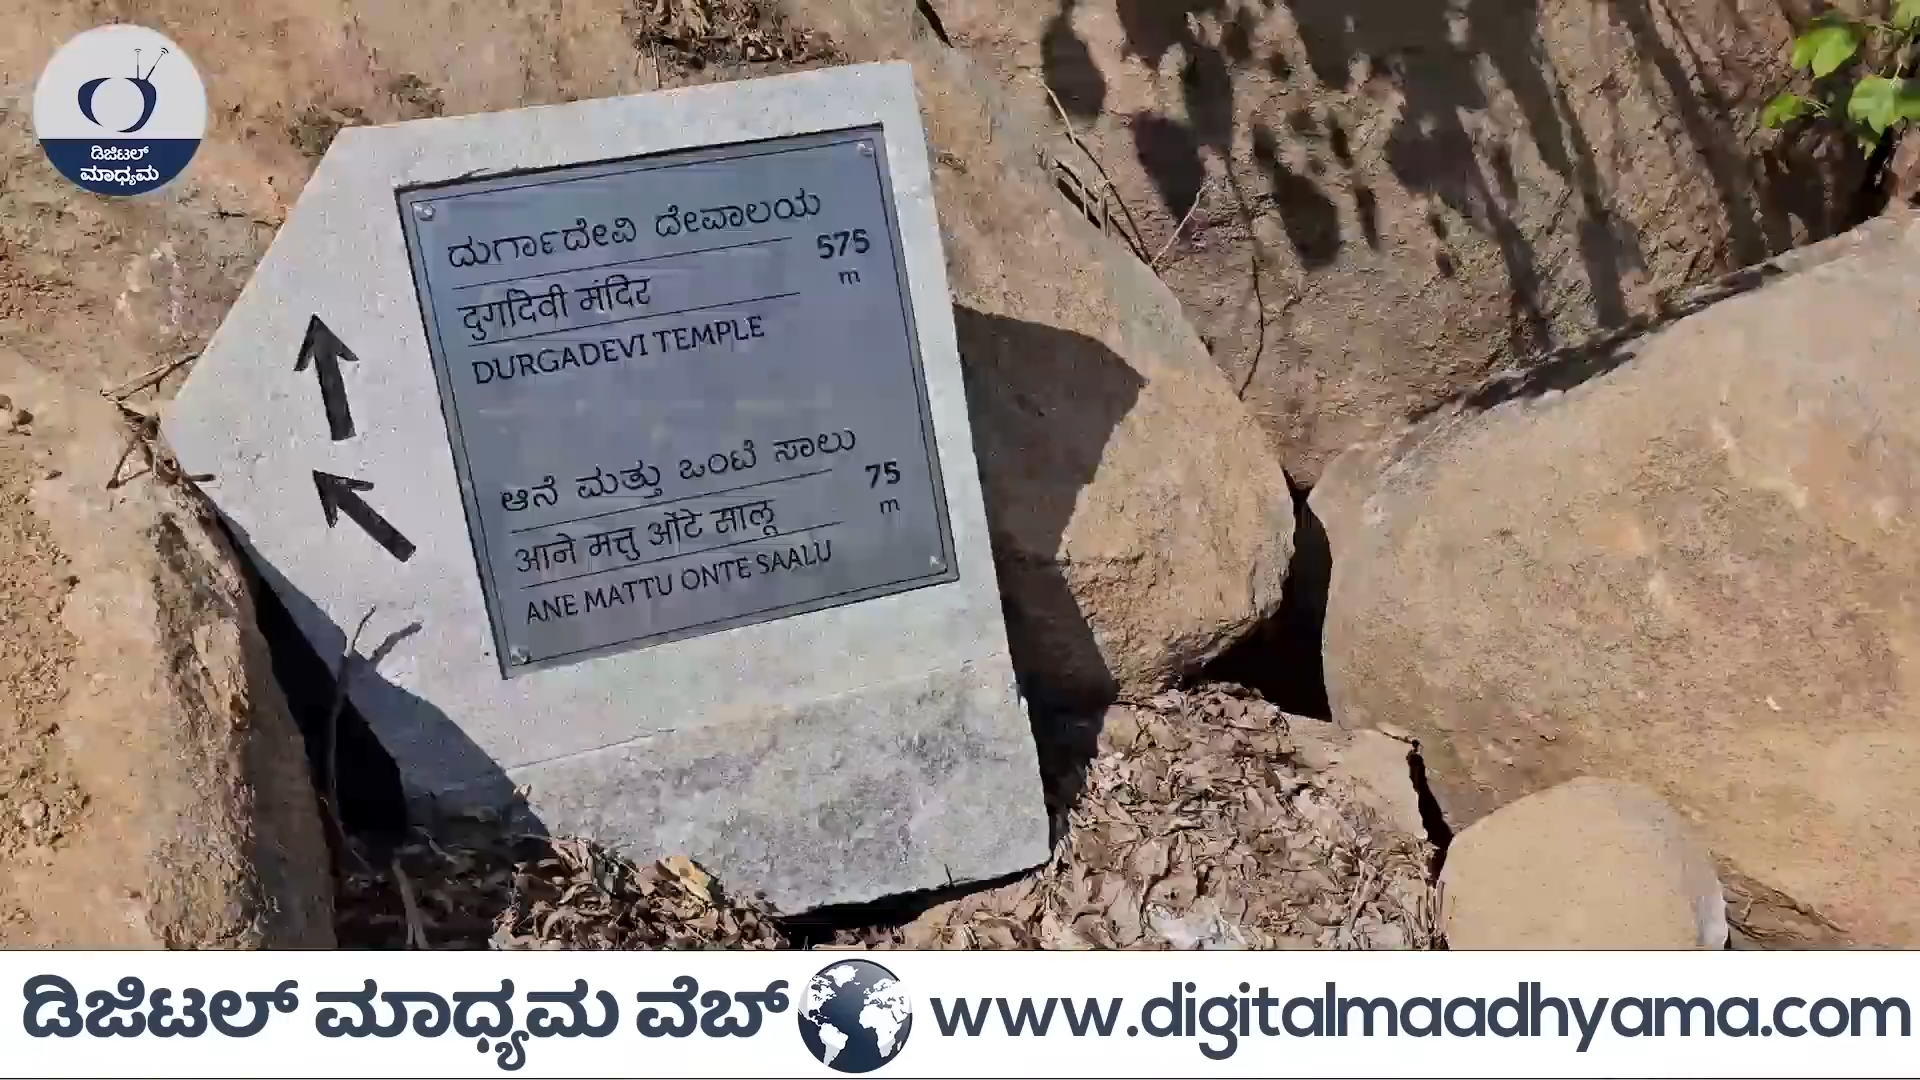 ಡಿಜಿಟಲ್
ಮಾಧ್ಯಮ
ದುರ್ಗಾದೇವಿ ದೇವಾಲಯ
575
m
दुर्गादेवी मंदिर
DURGADEVI TEMPLE
ಆನೆ ಮತ್ತು ಒಂಟೆ ಸಾಲು
75
m
आने मत्तु ओंटे सालू
ANE MATTU ONTE SAALU
ಡಿಜಿಟಲ್ ಮಾಧ್ಯಮ ವೆಬ್ www.digitalmaadhyama.com